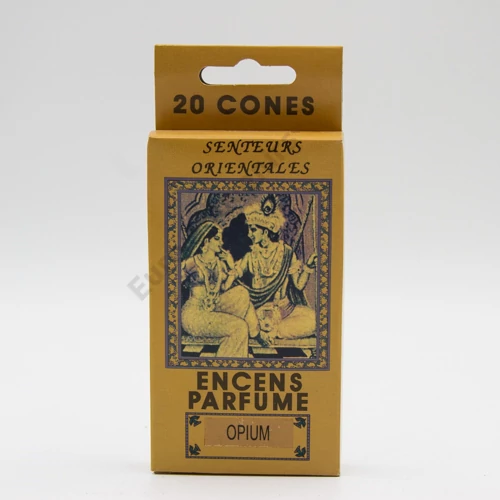 20 CONES
SENTEURS
ORIENTALES
ENCENS
PARFUME
OPIUM